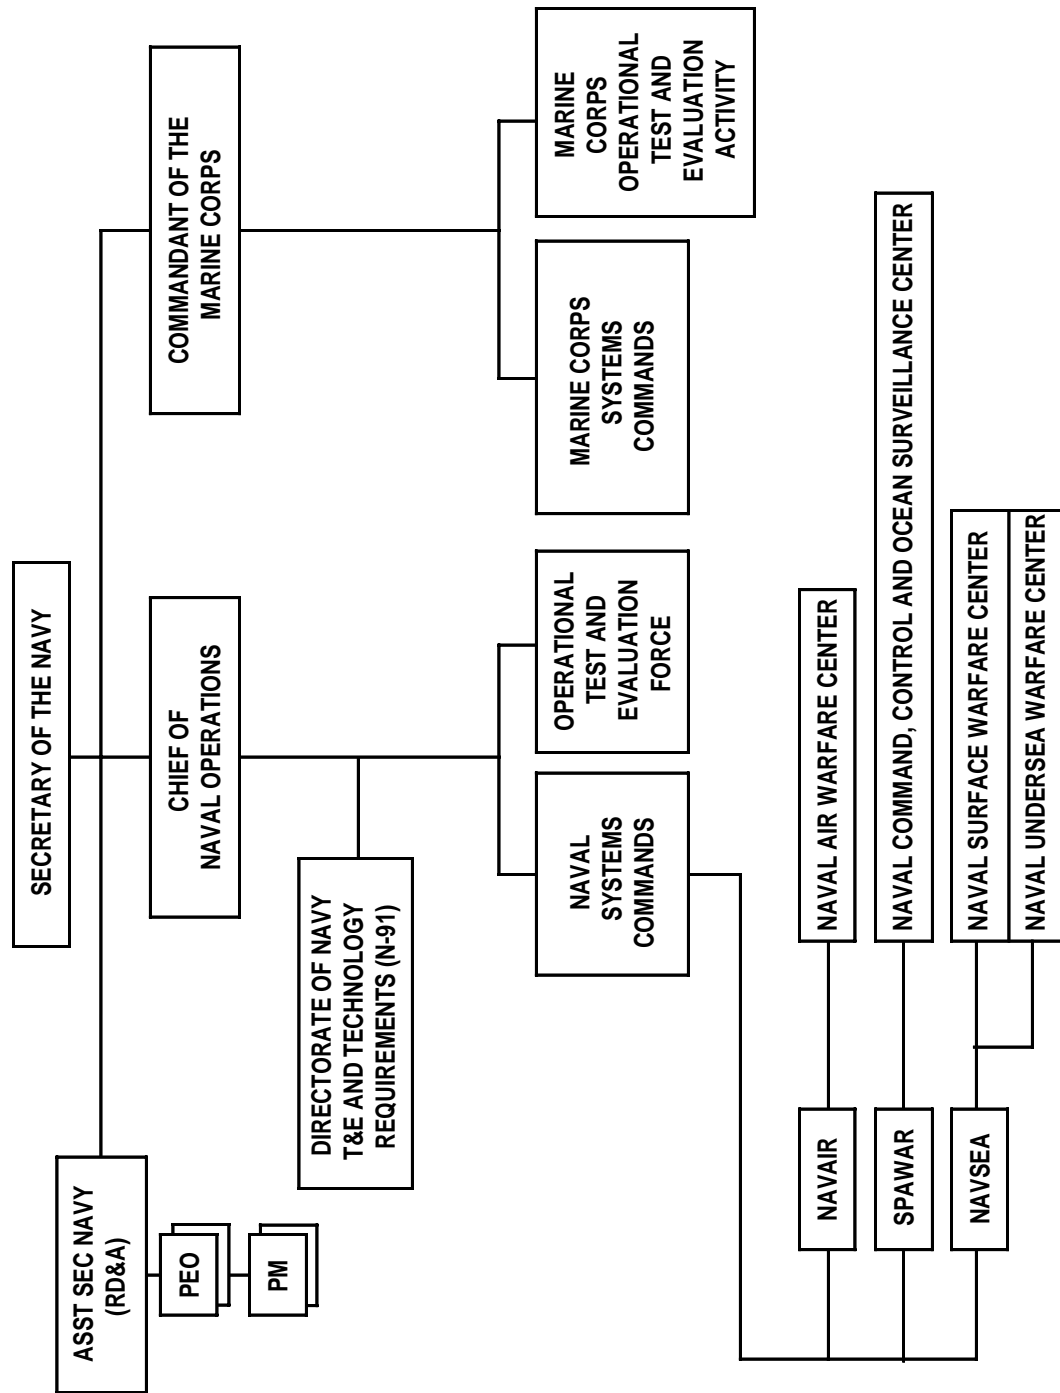 SECRETARY OF THE NAVY
ASST SEC NAVY
(RD&A)
PEO
PM
CHIEF OF
NAVAL OPERATIONS
COMMANDANT OF THE
MARINE CORPS
DIRECTORATE OF NAVY
T&E AND TECHNOLOGY
REQUIREMENTS (N-91)
NAVAL
SYSTEMS
COMMANDS
OPERATIONAL
TEST AND
EVALUATION
FORCE
MARINE CORPS
SYSTEMS
COMMANDS
MARINE
CORPS
OPERATIONAL
TEST AND
EVALUATION
ACTIVITY
NAVAIR
NAVAL AIR WARFARE CENTER
SPAWAR
NAVAL COMMAND, CONTROL AND OCEAN SURVEILLANCE CENTER
NAVSEA
NAVAL SURFACE WARFARE CENTER
NAVAL UNDERSEA WARFARE CENTER